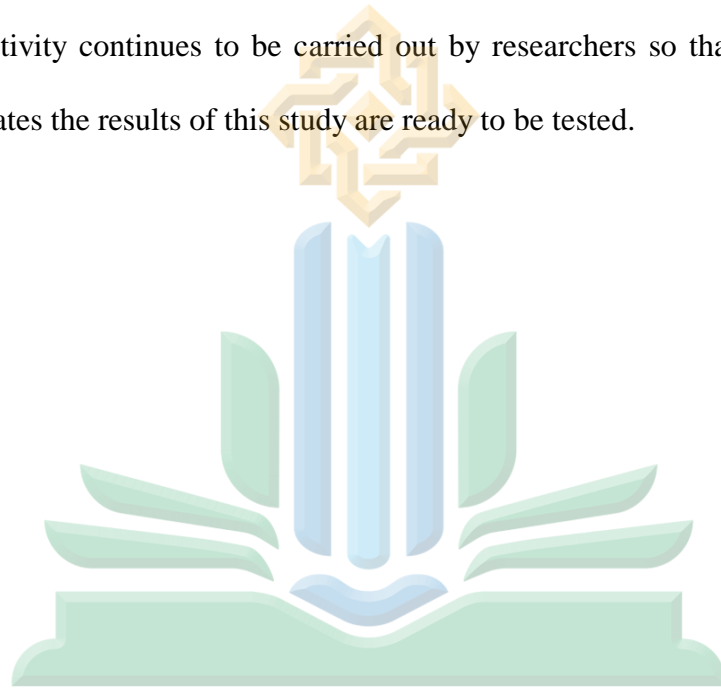 tivity continues to be carried out by researchers so tha
ates the results of this study are ready to be tested.